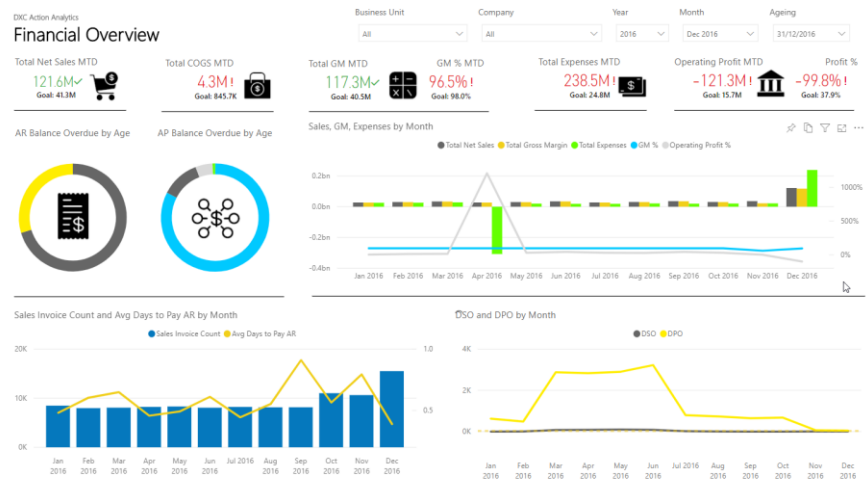 DXC Action Analytics
Financial Overview
Business Unit
All
Company
All
Year
2016
Month
Dec 2016
Ageing
31/12/2016
Total Net Sales MTD
121.6M✓
Goal: 41.3M
Total COGS MTD
4.3M!
Goal: 845.7K
Total GM MTD
117.3M✓
Goal: 40.5M
GM % MTD
96.5%!
Goal: 98.0%
Total Expenses MTD
238.5M!
Goal: 24.8M
Operating Profit MTD
-121.3M!
Goal: 15.7M
Profit %
-99.8%!
Goal: 37.9%
AR Balance Overdue by Age
$
AP Balance Overdue by Age
$
Sales, GM, Expenses by Month
Total Net Sales Total Gross Margin Total Expenses GM % Operating Profit %
0.2bn
0.0bn
-0.2bn
-0.4bn
1000%
500%
0%
Jan 2016 Feb 2016 Mar 2016 Apr 2016 May 2016 Jun 2016 Jul 2016 Aug 2016 Sep 2016 Oct 2016 Nov 2016 Dec 2016
Sales Invoice Count and Avg Days to Pay AR by Month
Sales Invoice Count Avg Days to Pay AR
20K
10K
0K
1.0
0.5
Jan Feb Mar Apr May Jun Jul 2016 Aug Sep Oct Nov Dec
2016 2016 2016 2016 2016 2016 2016 2016 2016 2016 2016
DSO and DPO by Month
DSO DPO
4K
2K
0K
Jan Feb Mar Apr May Jun Jul 2016 Aug Sep Oct Nov Dec
2016 2016 2016 2016 2016 2016 2016 2016 2016 2016 2016